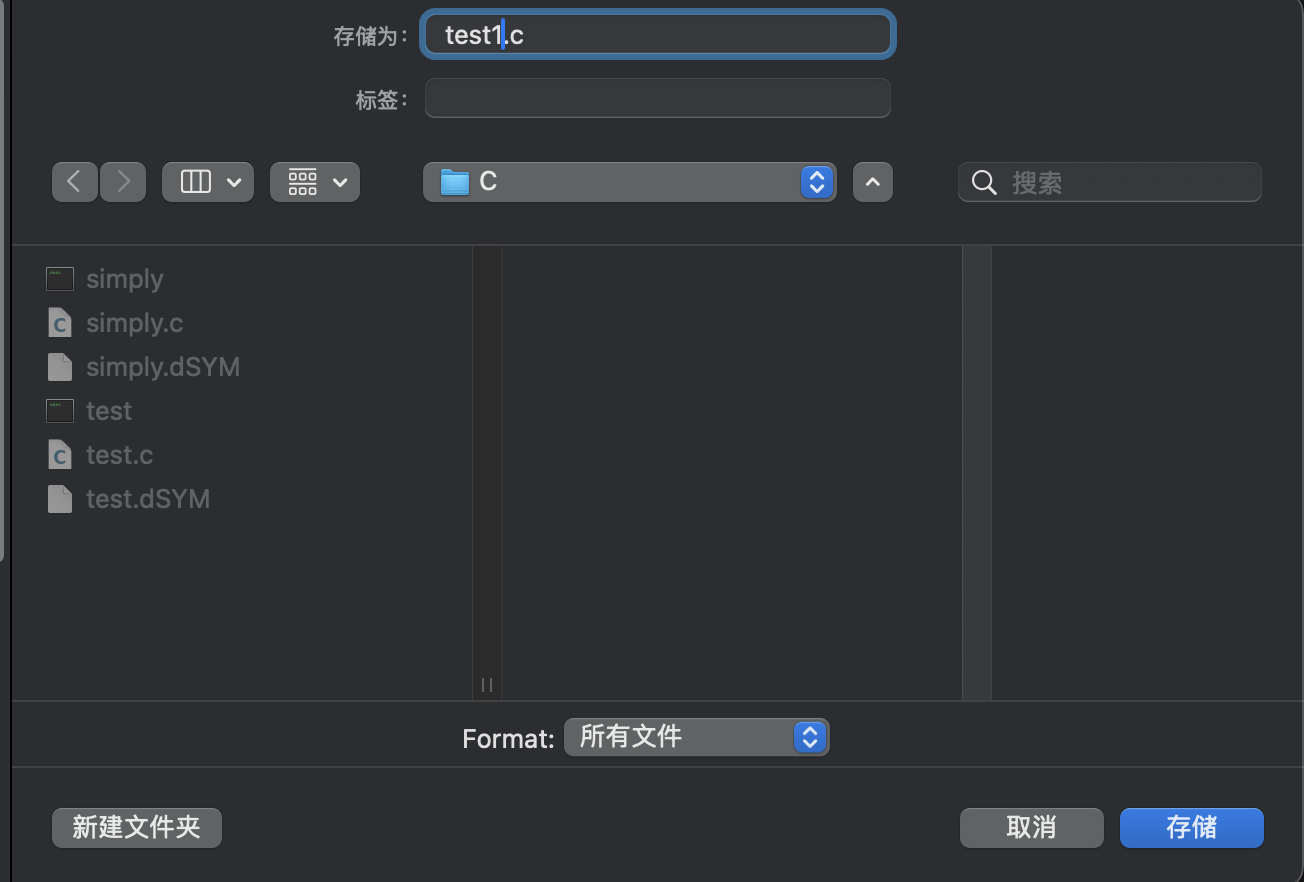 存储为： test1.c
标签：
C
搜索
simply
simply.c
simply.dSYM
test
test.c
test.dSYM
Format: 所有文件
新建文件夹 取消 存储